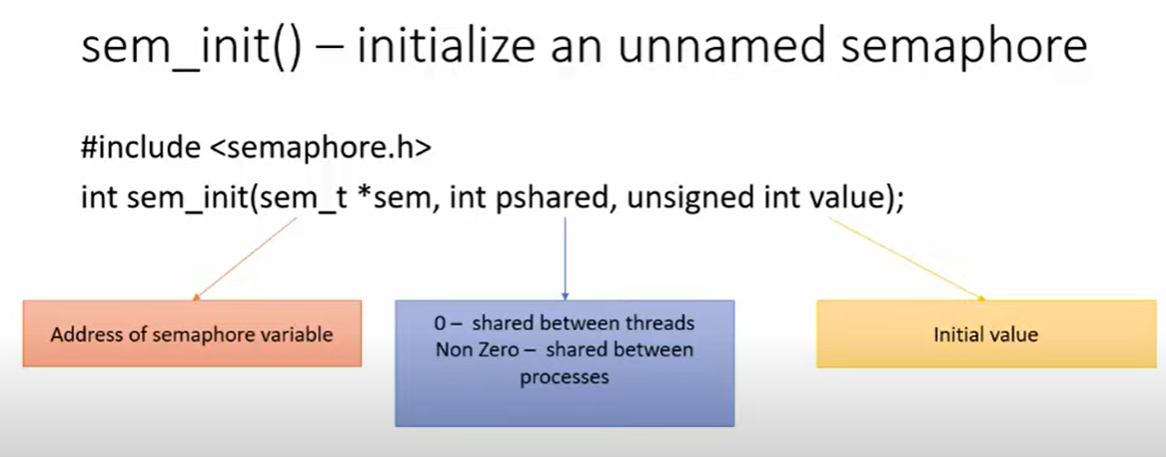 sem_init() – initialize an unnamed semaphore
#include <semaphore.h>
int sem_init(sem_t *sem, int pshared, unsigned int value);
Address of semaphore variable
0 – shared between threads
Non Zero – shared between
processes
Initial value